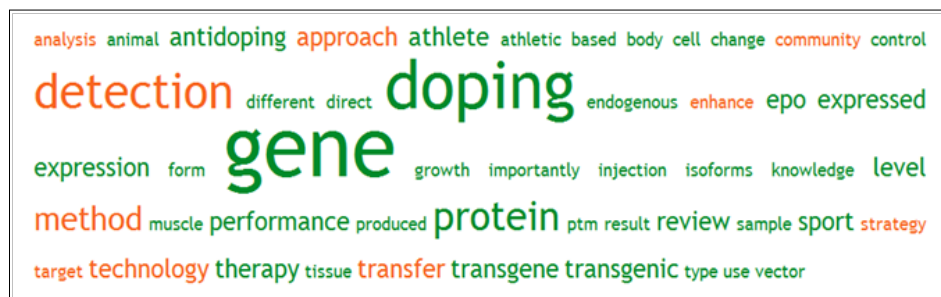 analysis animal antidoping approach athlete athletic based body cell change community control
detection different direct doping endogenous enhance epo expressed
expression form gene growth importantly injection isoforms knowledge level
method muscle performance produced protein ptm result review sample sport strategy
target technology therapy tissue transfer transgene transgenic type use vector